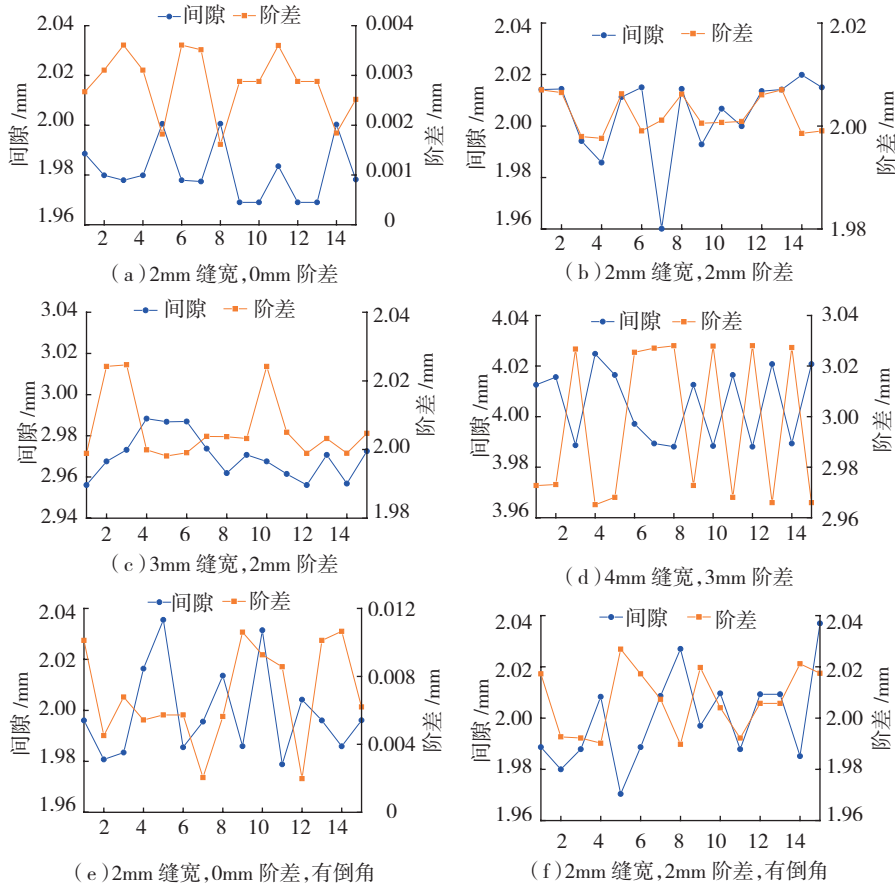 间隙 阶差
2.04 2.02 2.00 1.98 1.96
间隙 /mm
0.004 0.003 0.002 0.001 0
阶差 /mm
2 4 6 8 10 12 14
(a)2mm 缝宽,0mm 阶差
间隙 阶差
2.04 2.02 2.00 1.98 1.96
间隙 /mm
2.02 2.00 1.98
阶差 /mm
2 4 6 8 10 12 14
(b)2mm 缝宽,2mm 阶差
间隙 阶差
3.04 3.02 3.00 2.98 2.96 2.94
间隙 /mm
2.04 2.02 2.00 1.98
阶差 /mm
2 4 6 8 10 12 14
(c)3mm 缝宽,2mm 阶差
间隙 阶差
4.04 4.02 4.00 3.98 3.96
间隙 /mm
3.04 3.02 3.00 2.98 2.96
阶差 /mm
2 4 6 8 10 12 14
(d)4mm 缝宽,3mm 阶差
间隙 阶差
2.04 2.02 2.00 1.98 1.96
间隙 /mm
0.012 0.008 0.004 0
阶差 /mm
2 4 6 8 10 12 14
(e)2mm 缝宽,0mm 阶差,有倒角
间隙 阶差
2.04 2.02 2.00 1.98 1.96
间隙 /mm
2.04 2.02 2.00 1.98 1.96
阶差 /mm
2 4 6 8 10 12 14
(f)2mm 缝宽,2mm 阶差,有倒角